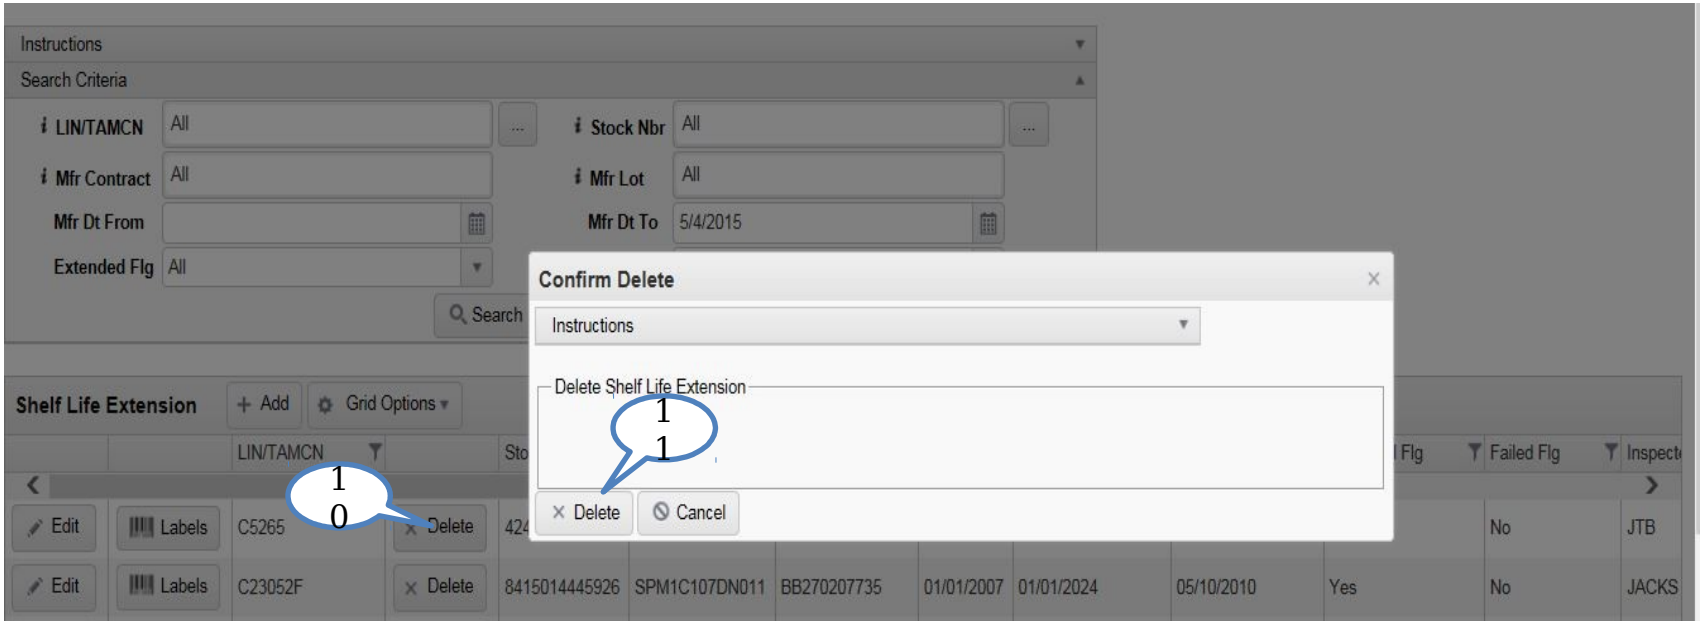 Instructions
Search Criteria
i LIN/TAMCN All ... i Stock Nbr All ...
i Mfr Contract All i Mfr Lot All
Mfr Dt From Mfr Dt To 5/4/2015
Extended Flg All
Search
Confirm Delete
Instructions
Delete Shelf Life Extension
1
1
Delete Cancel
Shelf Life Extension + Add Grid Options
LIN/TAMCN Sto l Flg Failed Flg Inspecte
1
0
Edit Labels C5265 Delete 424 No JTB
Edit Labels C23052F Delete 8415014445926 SPM1C107DN011 BB270207735 01/01/2007 01/01/2024 05/10/2010 Yes No JACKS